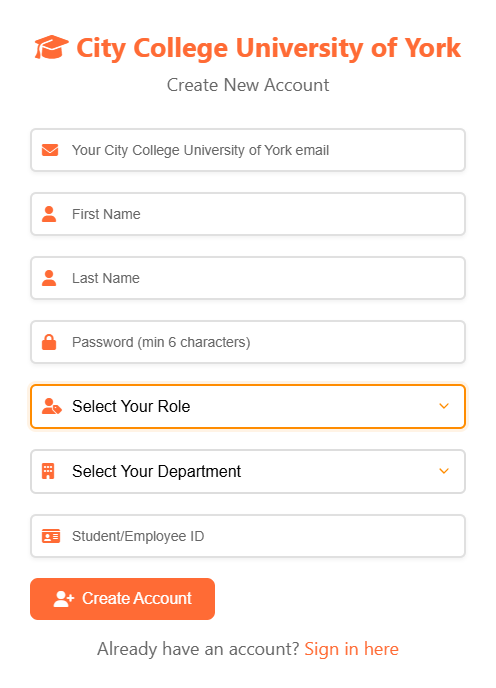 City College University of York
Create New Account
Your City College University of York email
First Name
Last Name
Password (min 6 characters)
Select Your Role
Select Your Department
Student/Employee ID
Create Account
Already have an account? Sign in here